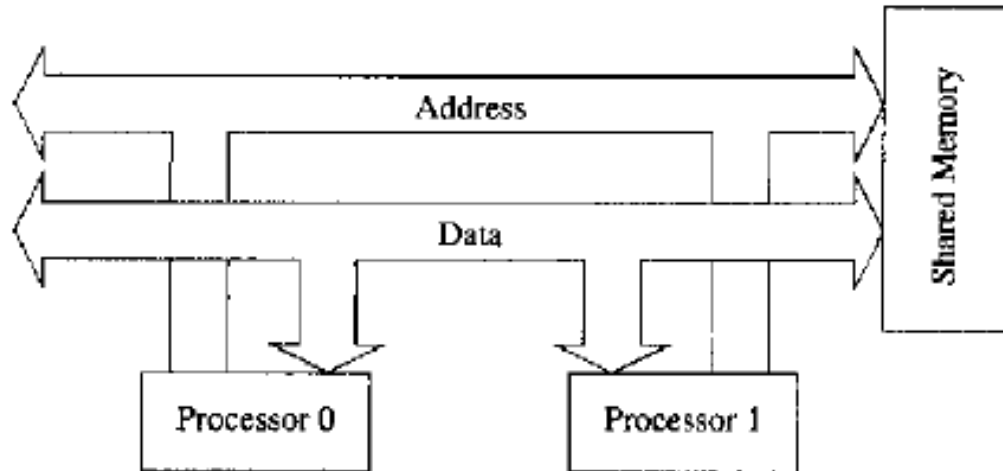 Address
Shared Memory
Data
Processor 0
Processor 1